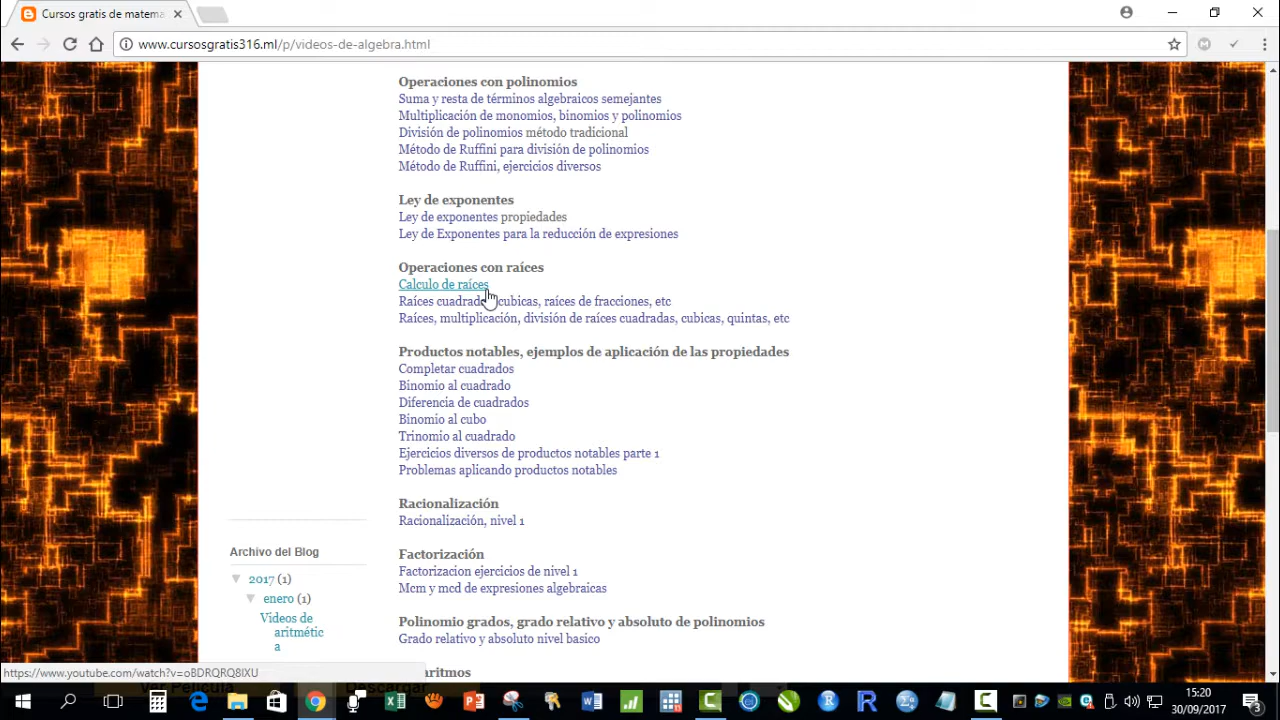 Cursos gratis de matema
www.cursosgratis316.ml/p/videos-de-algebra.html
Operaciones con polinomios
Suma y resta de términos algebraicos semejantes
Multiplicación de monomios, binomios y polinomios
División de polinomios método tradicional
Método de Ruffini para división de polinomios
Método de Ruffini, ejercicios diversos
Ley de exponentes
Ley de exponentes propiedades
Ley de Exponentes para la reducción de expresiones
Operaciones con raíces
Calculo de raíces
Raíces cuadrad cubicas, raíces de fracciones, etc
Raíces, multiplicación, división de raíces cuadradas, cubicas, quintas, etc
Productos notables, ejemplos de aplicación de las propiedades
Completar cuadrados
Binomio al cuadrado
Diferencia de cuadrados
Binomio al cubo
Trinomio al cuadrado
Ejercicios diversos de productos notables parte 1
Problemas aplicando productos notables
Racionalización
Racionalización, nivel 1
Factorización
Factorizacion ejercicios de nivel 1
Mcm y mcd de expresiones algebraicas
Polinomio grados, grado relativo y absoluto de polinomios
Grado relativo y absoluto nivel basico
aritmos
Archivo del Blog
2017 (1)
enero (1)
Videos de
aritmétic
a
https://www.youtube.com/watch?v=oBDRQRQ8IXU
Ver Película
Descargar
15:20
30/09/2017
3